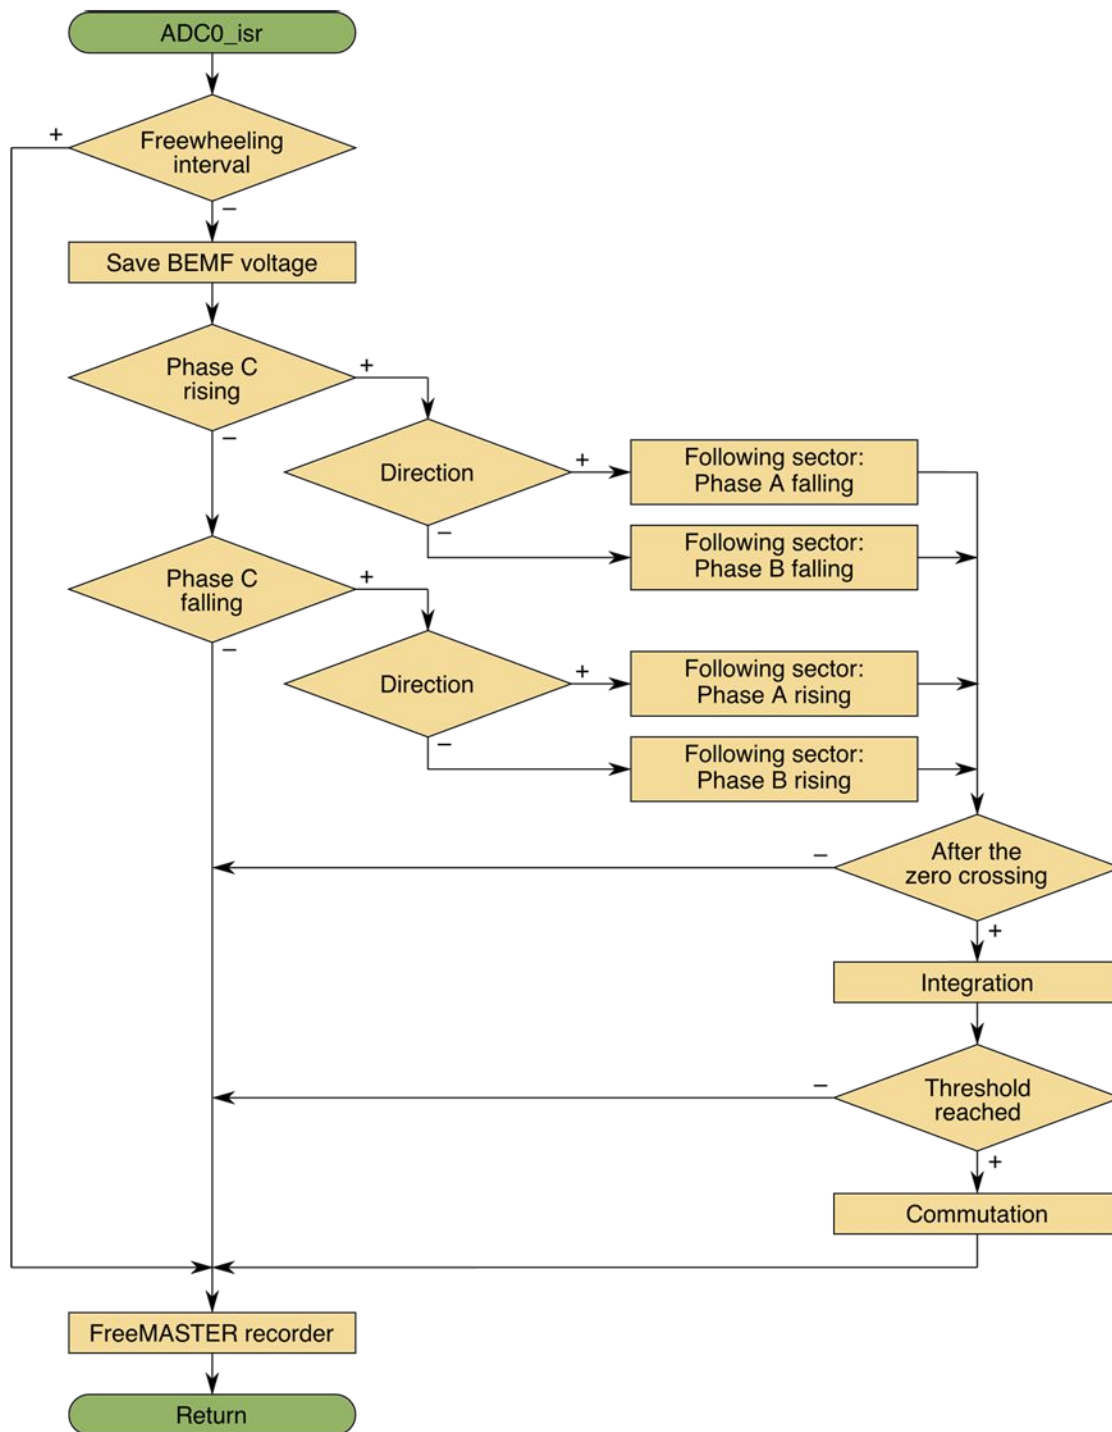 ADC0_isr
+
Freewheeling
interval
–
Save BEMF voltage
Phase C
rising
+
–
Direction
+
Following sector:
Phase A falling
–
Following sector:
Phase B falling
Phase C
falling
+
–
Direction
+
Following sector:
Phase A rising
–
Following sector:
Phase B rising
–
After the
zero crossing
+
Integration
–
Threshold
reached
+
Commutation
FreeMASTER recorder
Return